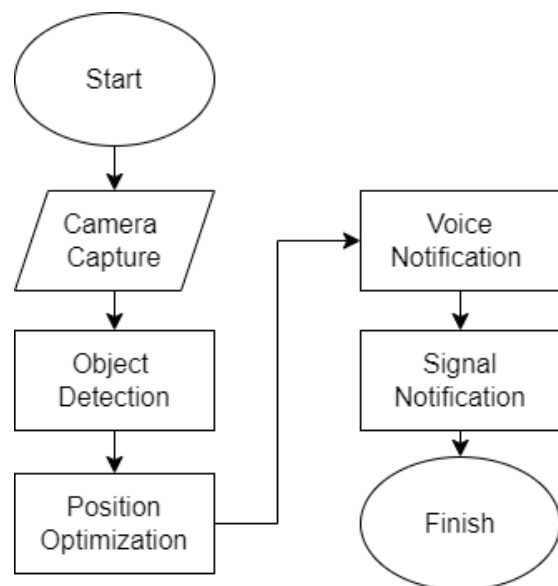 Start
Camera
Capture
Object
Detection
Position
Optimization
Voice
Notification
Signal
Notification
Finish